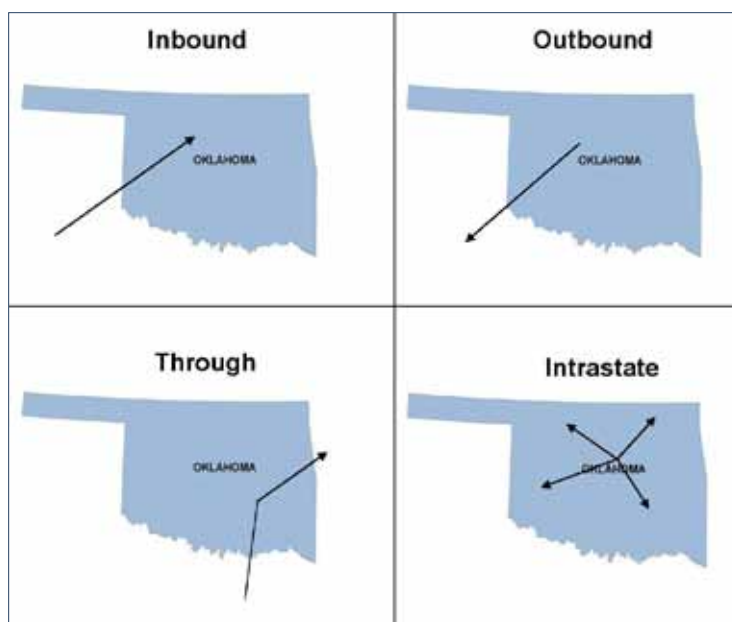 Inbound
OKLAHOMA
Outbound
OKLAHOMA
Through
OKLAHOMA
Intrastate
OKLAHOMA